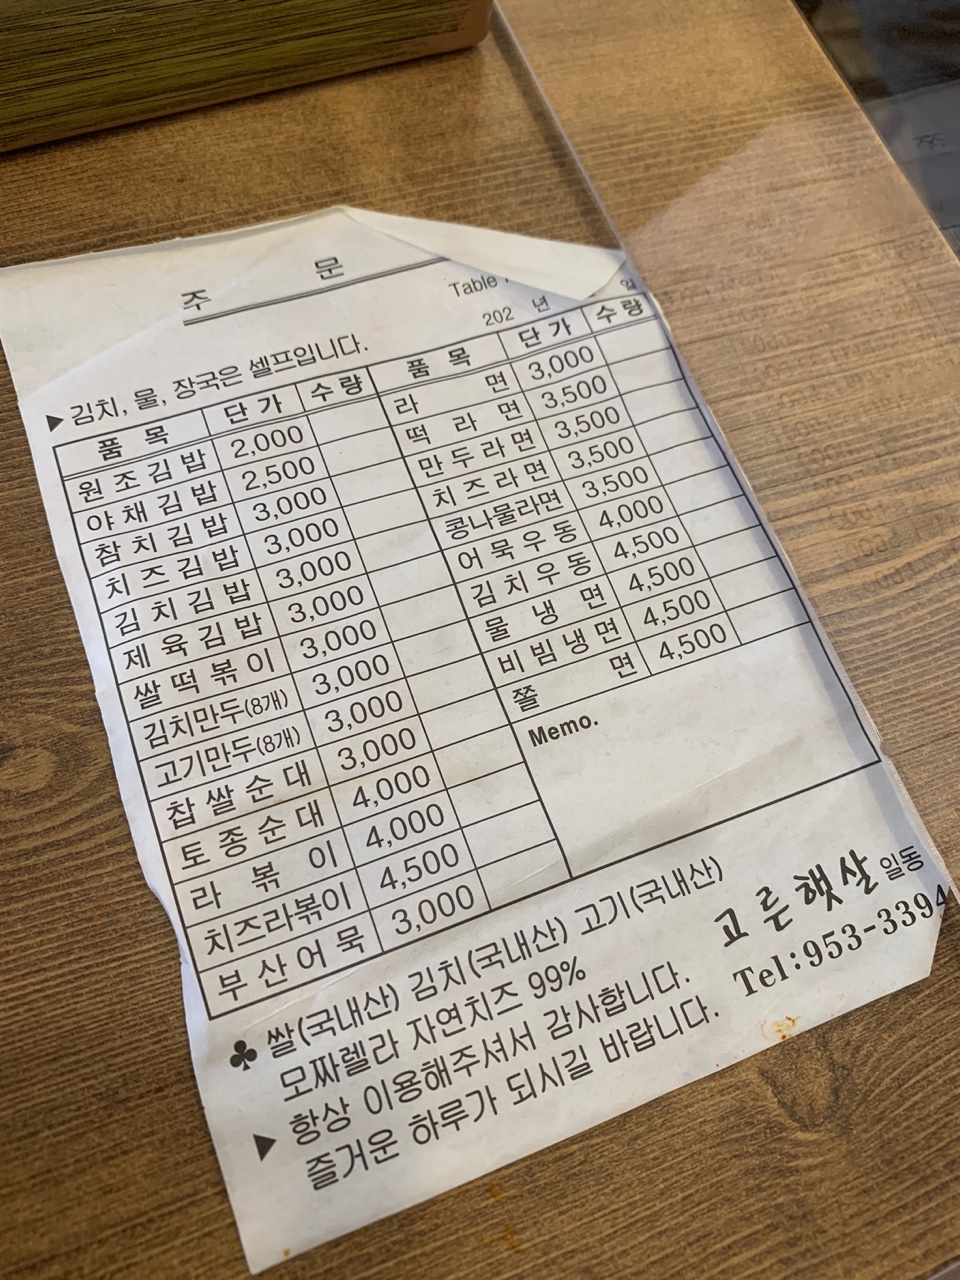 주 문
Table
202 년 일
▶김치, 물, 장국은 셀프입니다.
품 목 단 가 수 량
원조김밥 2,000
야채김밥 2,500
참치김밥 3,000
치즈김밥 3,000
김치김밥 3,000
제육김밥 3,000
쌀떡볶이 3,000
김치만두(8개) 3,000
고기만두(8개) 3,000
찹쌀순대 3,000
토종순대 4,000
라볶이 4,000
치즈라볶이 4,500
부산어묵 3,000
품 목 단 가 수 량
라면 3,000
떡라면 3,500
만두라면 3,500
치즈라면 3,500
콩나물라면 3,500
어묵우동 4,000
김치우동 4,500
물냉면 4,500
비빔냉면 4,500
쫄면 4,500
Memo.
♣ 쌀(국내산) 김치(국내산) 고기(국내산)
모짜렐라 자연치즈 99%
▶ 항상 이용해주셔서 감사합니다.
즐거운 하루가 되시길 바랍니다.
고른햇살 일동
Tel:953-3394